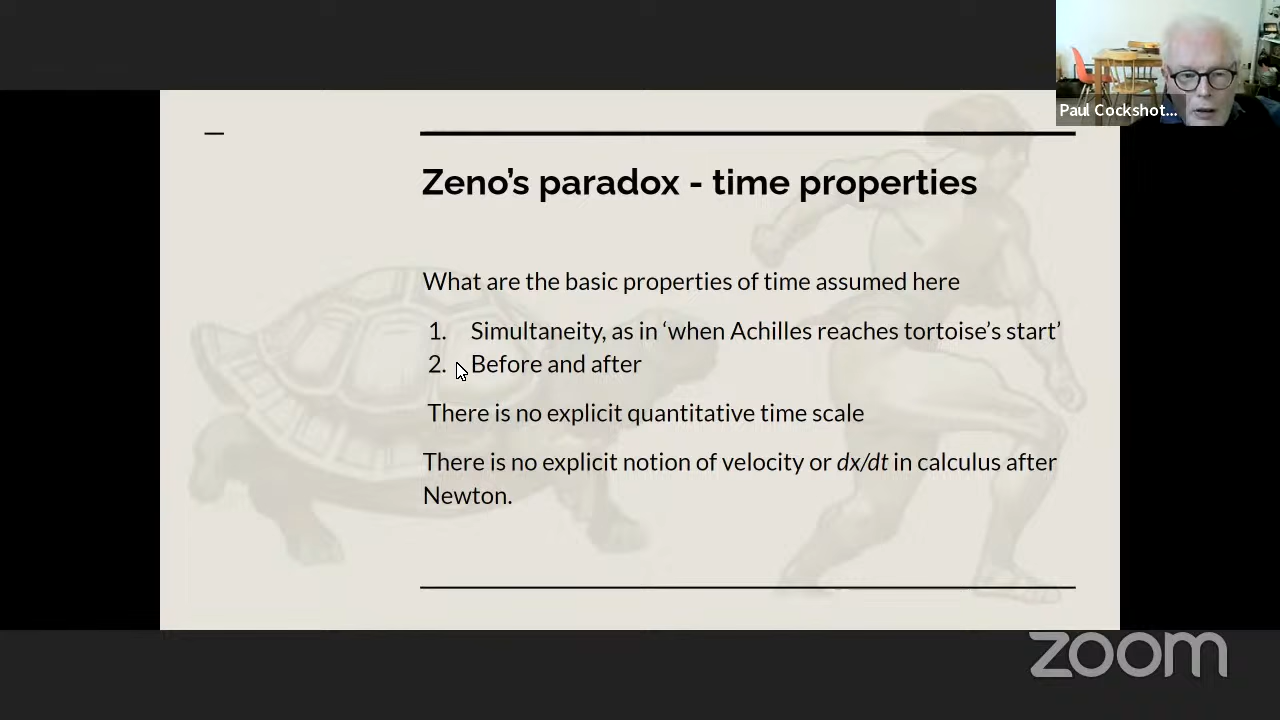 Paul Cockshot...
Zeno’s paradox - time properties
What are the basic properties of time assumed here
1. Simultaneity, as in ‘when Achilles reaches tortoise’s start’
2. Before and after
There is no explicit quantitative time scale
There is no explicit notion of velocity or dx/dt in calculus after
Newton.
zoom